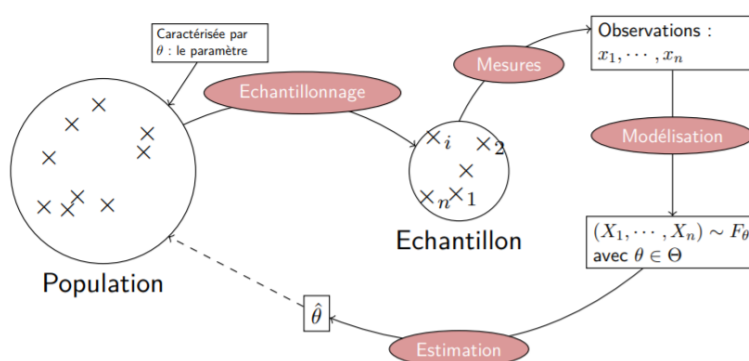 Caractérisée par
θ : le paramètre
Echantillonnage
Mesures
Observations :
x₁, ⋯ , xₙ
Modélisation
i
2
n
1
Echantillon
Population
(X₁, ⋯ , Xₙ) ∼ F_θ
avec θ ∈ Θ
θ̂
Estimation